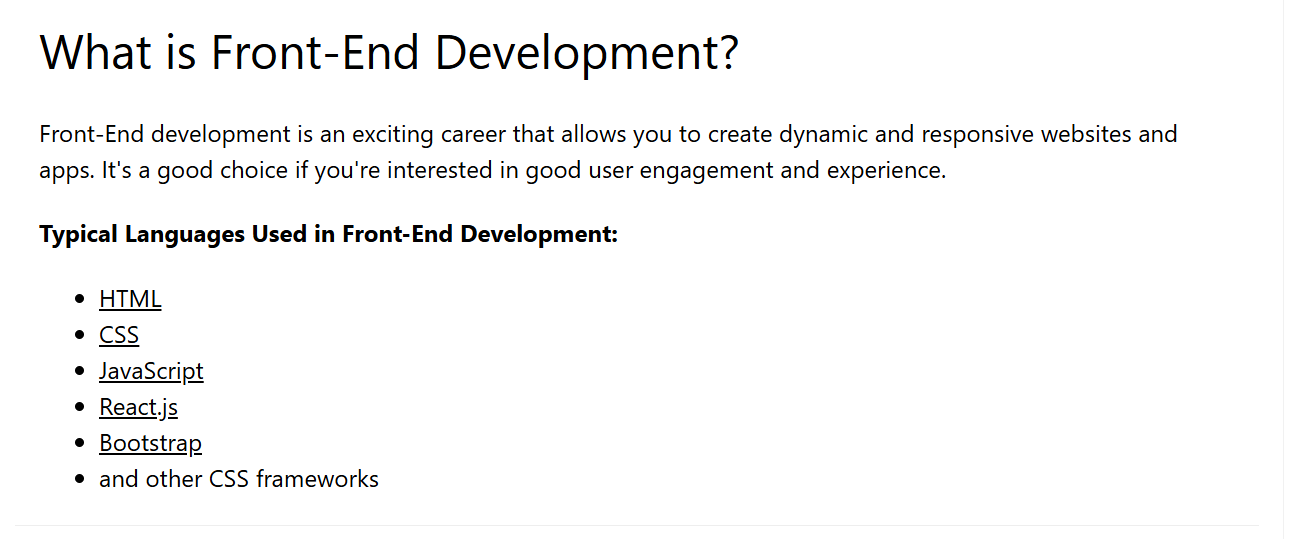 What is Front-End Development?
Front-End development is an exciting career that allows you to create dynamic and responsive websites and
apps. It's a good choice if you're interested in good user engagement and experience.
Typical Languages Used in Front-End Development:
• HTML
• CSS
• JavaScript
• React.js
• Bootstrap
• and other CSS frameworks